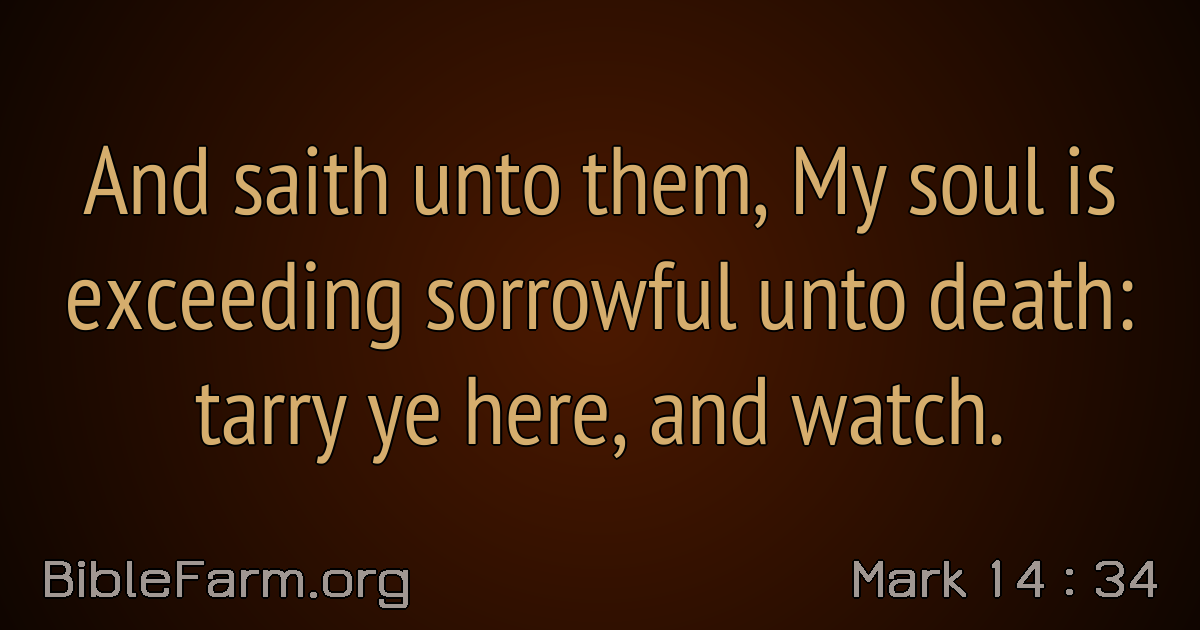 And saith unto them, My soul is
exceeding sorrowful unto death:
tarry ye here, and watch.
BibleFarm.org
Mark 14 : 34